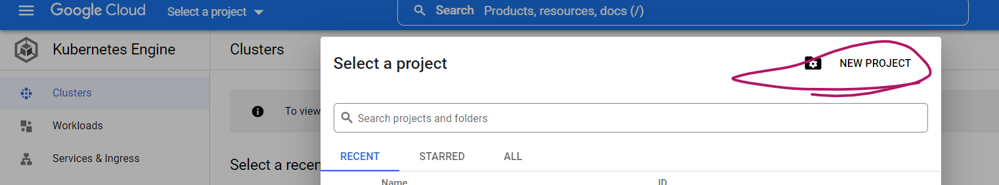 Google Cloud Select a project Search Products, resources, docs (/)
Kubernetes Engine Clusters
Select a project NEW PROJECT
Clusters
To view
Search projects and folders
Workloads
RECENT STARRED ALL
Services & Ingress
Select a recen
Name ID